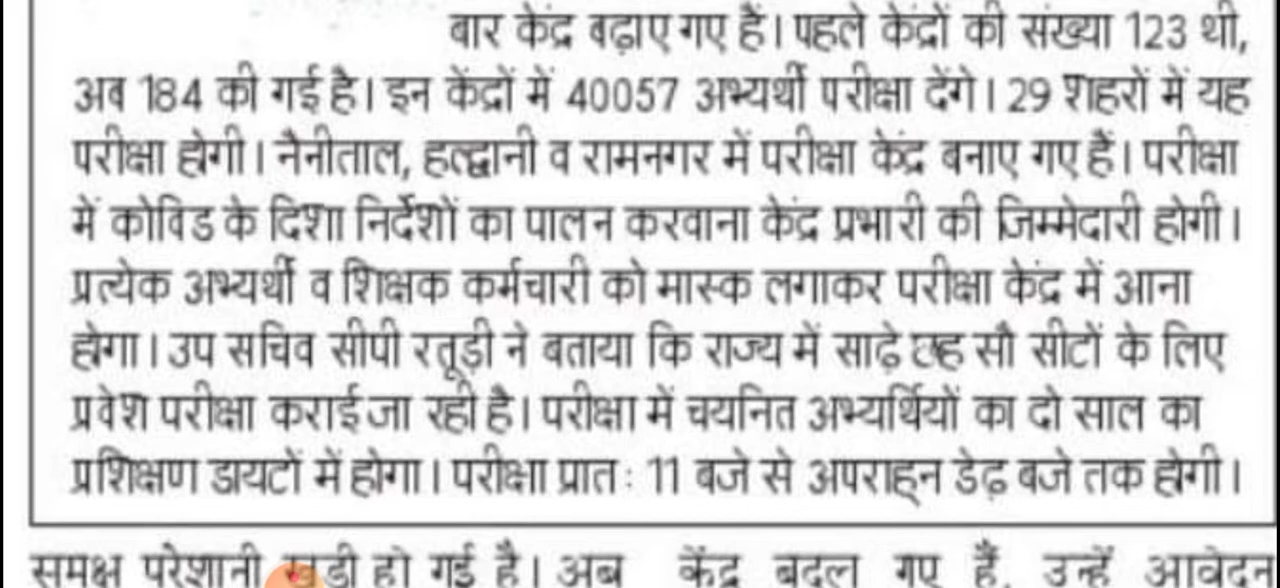 बार केंद्र बढ़ाए गए हैं। पहले केंद्रों की संख्या 123 थी,
अब 184 की गई है। इन केंद्रों में 40057 अभ्यर्थी परीक्षा देंगे। 29 शहरों में यह
परीक्षा होगी। नैनीताल, हल्द्वानी व रामनगर में परीक्षा केंद्र बनाए गए हैं। परीक्षा
में कोविड के दिशा निर्देशों का पालन करवाना केंद्र प्रभारी की जिम्मेदारी होगी।
प्रत्येक अभ्यर्थी व शिक्षक कर्मचारी को मास्क लगाकर परीक्षा केंद्र में आना
होगा। उप सचिव सीपी रतूड़ी ने बताया कि राज्य में साढ़े छह सौ सीटों के लिए
प्रवेश परीक्षा कराई जा रही है। परीक्षा में चयनित अभ्यर्थियों का दो साल का
प्रशिक्षण डायटों में होगा। परीक्षा प्रातः 11 बजे से अपराह्न डेढ़ बजे तक होगी।
समक्ष परेशानी खड़ी हो गई है। अब केंद्र बदल गए हैं, उन्हें आवेदन